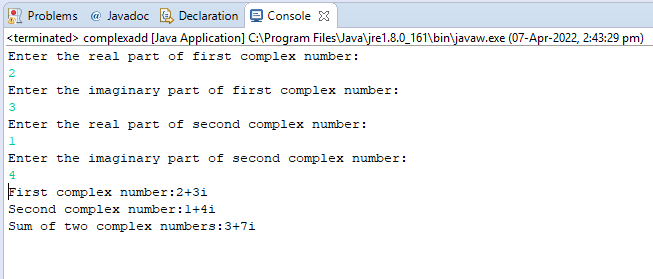 Problems @ Javadoc Declaration Console
<terminated> complexadd [Java Application] C:\Program Files\Java\jre1.8.0_161\bin\javaw.exe (07-Apr-2022, 2:43:29 pm)
Enter the real part of first complex number:
2
Enter the imaginary part of first complex number:
3
Enter the real part of second complex number:
1
Enter the imaginary part of second complex number:
4
First complex number:2+3i
Second complex number:1+4i
Sum of two complex numbers:3+7i